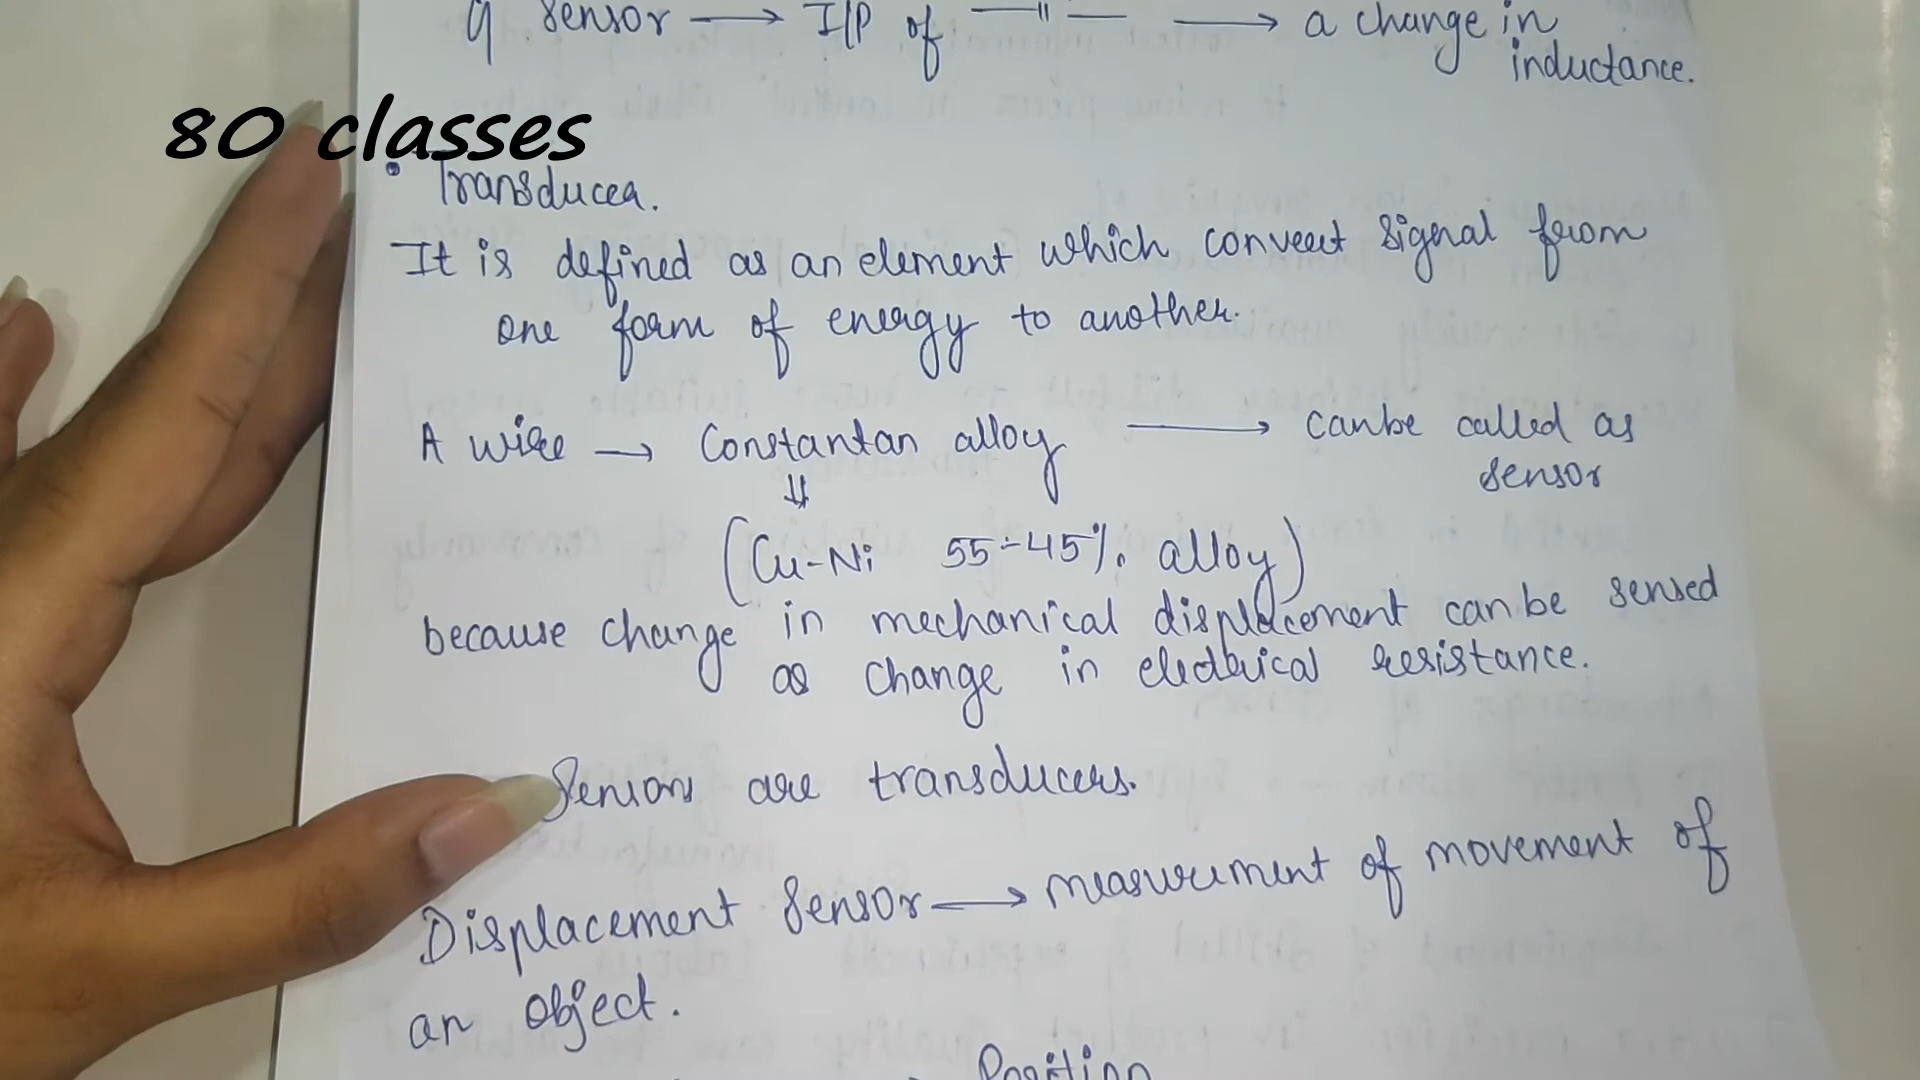 sensor → I/P of —"— → a change in
inductance.
80 classes
• Transducer.
It is defined as an element which convert signal from
one form of energy to another.
A wire → Constantan alloy → can be called as
sensor
⇓
(Cu-Ni 55-45% alloy)
because change in mechanical displacement can be sensed
as change in electrical resistance.
Sensors are transducers.
Displacement Sensor → measurement of movement of
an object.
Position